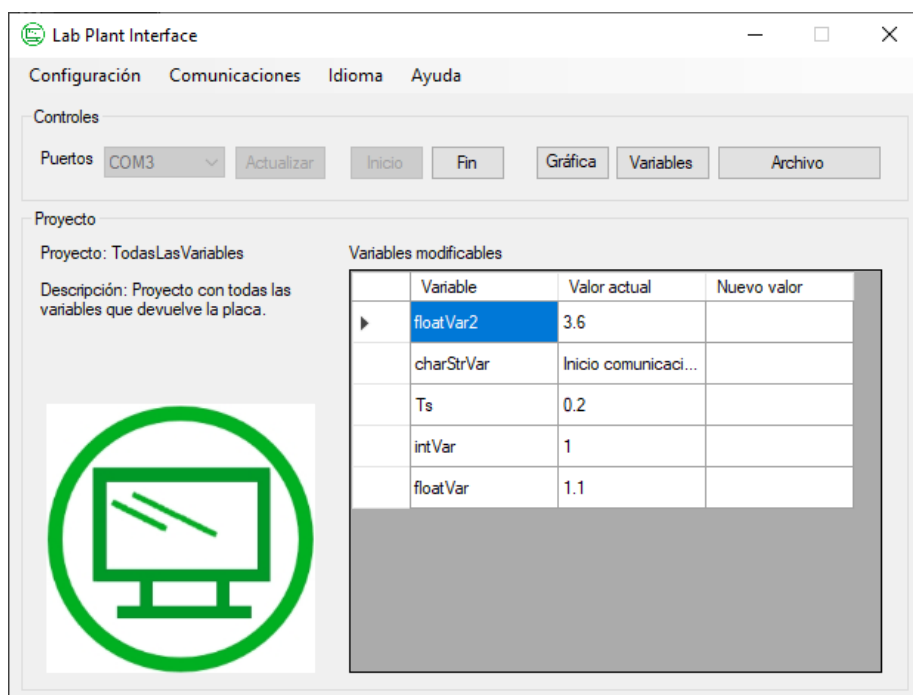 Lab Plant Interface
Configuración Comunicaciones Idioma Ayuda
Controles
Puertos COM3 Actualizar Inicio Fin Gráfica Variables Archivo
Proyecto
Proyecto: TodasLasVariables
Descripción: Proyecto con todas las
variables que devuelve la placa.
Variables modificables
Variable Valor actual Nuevo valor
floatVar2 3.6
charStrVar Inicio comunicaci...
Ts 0.2
intVar 1
floatVar 1.1